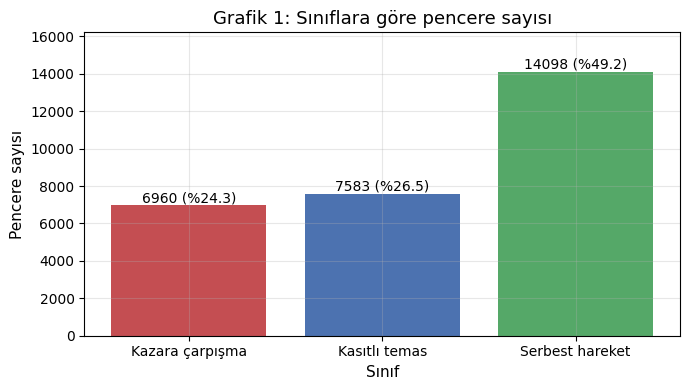 Grafik 1: Sınıflara göre pencere sayısı
Pencere sayısı
16000
14000
12000
10000
8000
6000
4000
2000
0
6960 (%24.3)
7583 (%26.5)
14098 (%49.2)
Kazara çarpışma
Kasıtlı temas
Serbest hareket
Sınıf